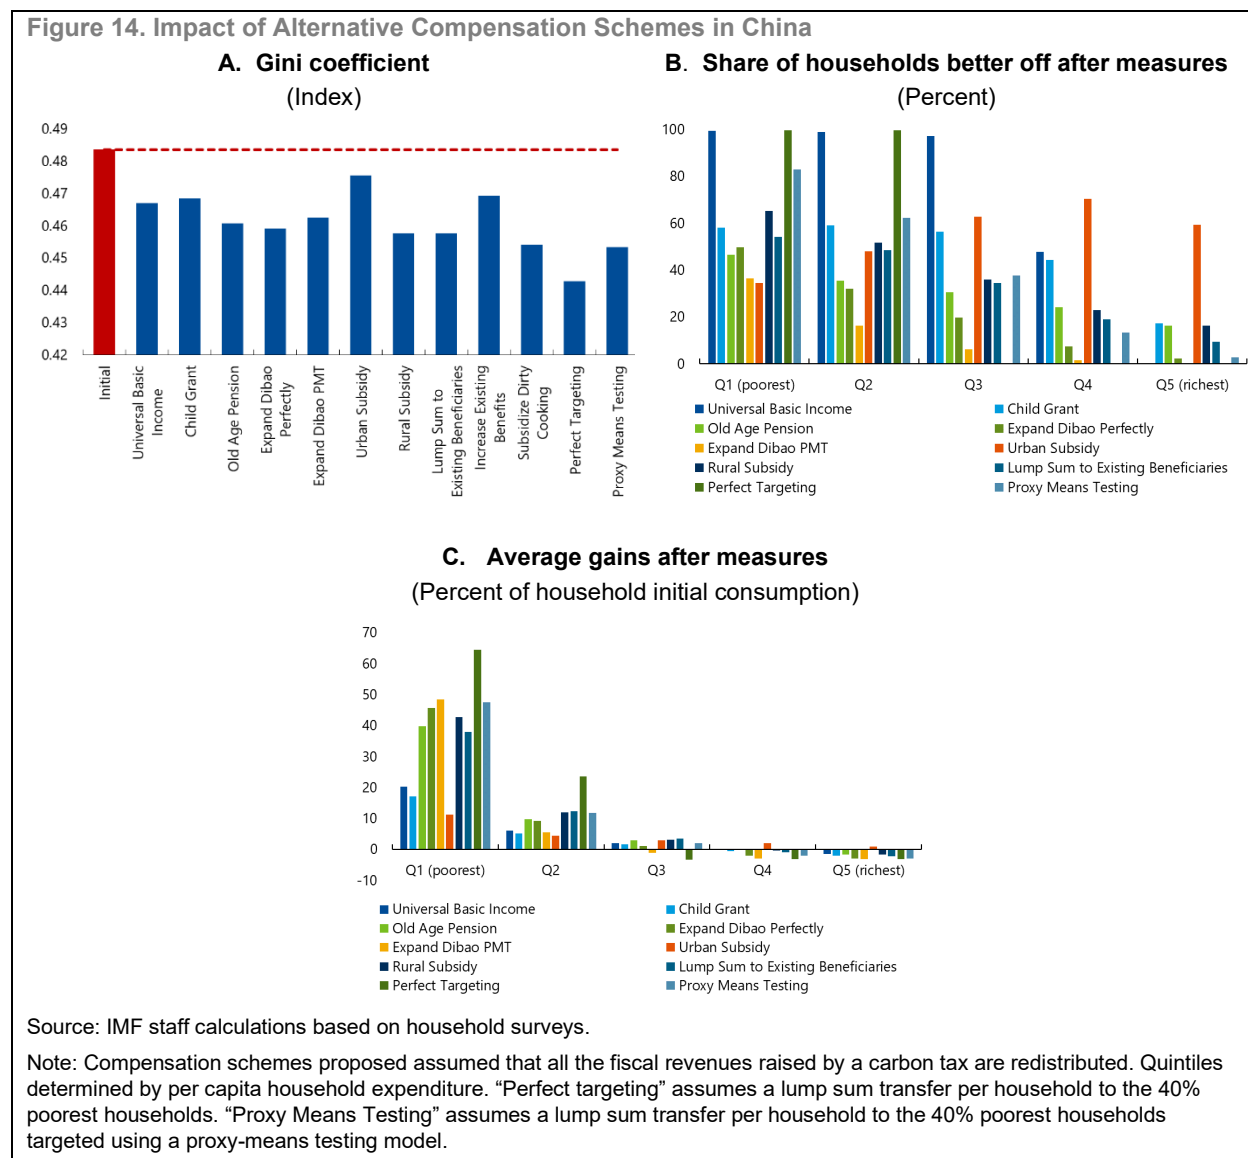 Figure 14. Impact of Alternative Compensation Schemes in China
A. Gini coefficient
(Index)
0.49
0.48
0.47
0.46
0.45
0.44
0.43
0.42
Initial
Universal Basic
Income
Child Grant
Old Age Pension
Expand Dibao
Perfectly
Expand Dibao PMT
Urban Subsidy
Rural Subsidy
Lump Sum to
Existing Beneficiaries
Increase Existing
Benefits
Subsidize Dirty
Cooking
Perfect Targeting
Proxy Means Testing
B. Share of households better off after measures
(Percent)
100
80
60
40
20
0
Q1 (poorest)
Q2
Q3
Q4
Q5 (richest)
Universal Basic Income
Child Grant
Old Age Pension
Expand Dibao Perfectly
Expand Dibao PMT
Urban Subsidy
Rural Subsidy
Lump Sum to Existing Beneficiaries
Perfect Targeting
Proxy Means Testing
C. Average gains after measures
(Percent of household initial consumption)
70
60
50
40
30
20
10
0
-10
Q1 (poorest)
Q2
Q3
Q4
Q5 (richest)
Universal Basic Income
Child Grant
Old Age Pension
Expand Dibao Perfectly
Expand Dibao PMT
Urban Subsidy
Rural Subsidy
Lump Sum to Existing Beneficiaries
Perfect Targeting
Proxy Means Testing
Source: IMF staff calculations based on household surveys.
Note: Compensation schemes proposed assumed that all the fiscal revenues raised by a carbon tax are redistributed. Quintiles
determined by per capita household expenditure. “Perfect targeting” assumes a lump sum transfer per household to the 40%
poorest households. “Proxy Means Testing” assumes a lump sum transfer per household to the 40% poorest households
targeted using a proxy-means testing model.